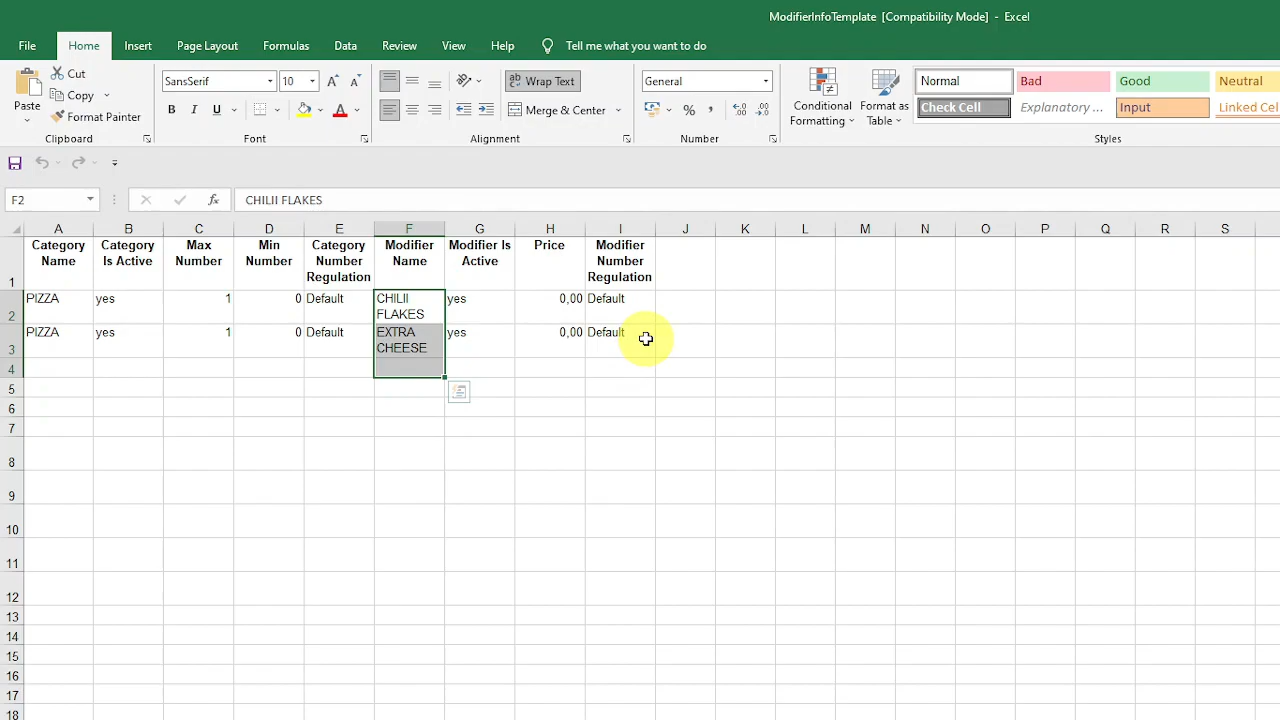 ModifierInfoTemplate [Compatibility Mode] - Excel
File Home Insert Page Layout Formulas Data Review View Help Tell me what you want to do
Paste
Cut
Copy
Format Painter
Clipboard
SansSerif 10
B I U A
Font
ab Wrap Text
Merge & Center
Alignment
General
%
Number
Conditional Formatting
Format as Table
Normal Bad Good Neutral
Check Cell Explanatory ... Input Linked Cel
Styles
F2 fx CHILII FLAKES
A B C D E F G H I J K L M N O P Q R S
1
Category Name
Category Is Active
Max Number
Min Number
Category Number Regulation
Modifier Name
Modifier Is Active
Price
Modifier Number Regulation
2 PIZZA yes 1 0 Default CHILII FLAKES yes 0,00 Default
3 PIZZA yes 1 0 Default EXTRA CHEESE yes 0,00 Default
4
5
6
7
8
9
10
11
12
13
14
15
16
17
18